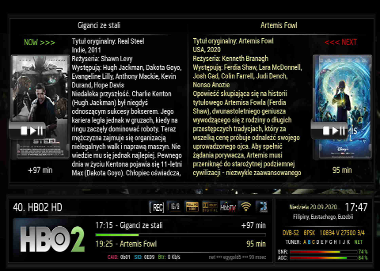 Giganci ze stali
NOW >>>
Tytuł oryginalny: Real Steel
Indie, 2011
Reżyseria: Shawn Levy
Występują: Hugh Jackman, Dakota Goyo,
Evangeline Lilly, Anthony Mackie, Kevin
Durand, Hope Davis
Niedaleka przyszłość. Charlie Kenton
(Hugh Jackman) był niegdyś
odnoszącym sukcesy bokserem. Jego
kariera legła jednak w gruzach, kiedy na
ringu zaczęły dominować roboty. Teraz
mężczyzna zajmuje się organizacją
nielegalnych walk i naprawą maszyn. Nie
wiedzie mu się jednak najlepiej. Pewnego
dnia w życiu Kentona pojawia się 11-letni
Max (Dakota Goyo). Chłopiec oświadcza,
+97 min
Artemis Fowl
<<< NEXT
Tytuł oryginalny: Artemis Fowl
USA, 2020
Reżyseria: Kenneth Branagh
Występują: Ferdia Shaw, Lara McDonnell,
Josh Gad, Colin Farrell, Judi Dench,
Nonso Anozie
Opowieść skupiająca się na historii
tytułowego Artemisa Fowla (Ferdia
Shaw), dwunastoletniego geniusza
wywodzącego się z rodziny o długich
przestępczych tradycjach, który za
wszelką cenę próbuje odnaleźć swojego
uprowadzonego ojca. Aby spełnić
żądania porywacza, Artemis musi
przeniknąć do starożytnej podziemnej
cywilizacji - niezwykle zaawansowanego
95 min
40. HBO2 HD
REC
HBO2
17:15 - Giganci ze stali +97 min
19:25 - Artemis Fowl 95 min
Niedziela 20.09.2020
17:47
Filipiny, Eustachego, Euzebii
DVB-S2 8PSK 10834 V 27500 3/4
TUNER: A B C D E F G H I J K L NET
SNR: 74 %
AGC: 84 %